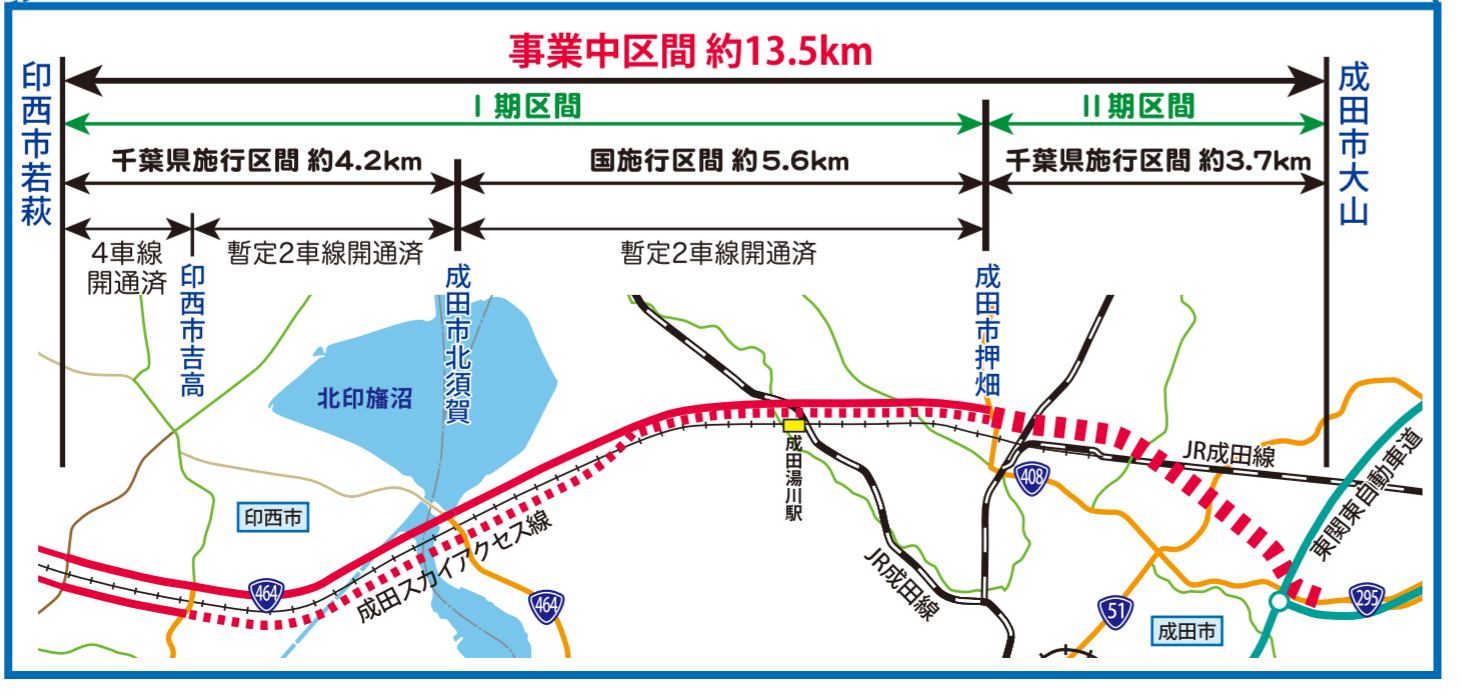 事業中区間 約13.5km
印西市若萩
成田市大山
Ⅰ期区間
Ⅱ期区間
千葉県施行区間 約4.2km
国施行区間 約5.6km
千葉県施行区間 約3.7km
4車線
開通済
暫定2車線開通済
暫定2車線開通済
印西市吉高
成田市北須賀
成田市押畑
北印旛沼
成田湯川駅
JR成田線
408
東関東自動車道
印西市
成田スカイアクセス線
JR成田線
464
464
51
295
成田市